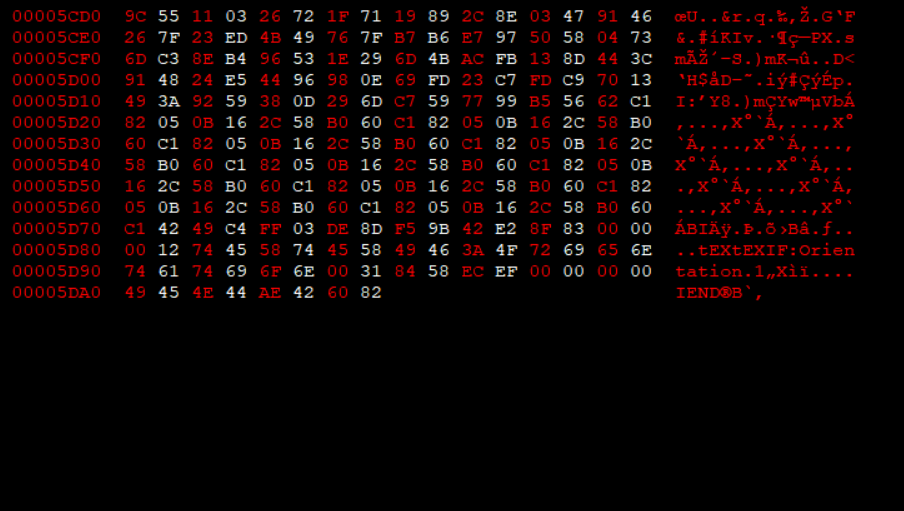 00005CD0 9C 55 11 03 26 72 1F 71 19 89 2C 8E 03 47 91 46 œU..&r.q.‰,Ž.G‘F
00005CE0 26 7F 23 ED 4B 49 76 7F B7 B6 E7 97 50 58 04 73 &.#íKIv.·¶ç—PX.s
00005CF0 6D C3 8E B4 96 53 1E 29 6D 4B AC FB 13 8D 44 3C mÃŽ´–S.)mK¬û..D<
00005D00 91 48 24 E5 44 96 98 0E 69 FD 23 C7 FD C9 70 13 ‘H$åD–˜.iý#ÇýÉp.
00005D10 49 3A 92 59 38 0D 29 6D C7 59 77 99 B5 56 62 C1 I:’Y8.)mÇYw™µVbÁ
00005D20 82 05 0B 16 2C 58 B0 60 C1 82 05 0B 16 2C 58 B0 ‚...,X°`Á‚...,X°
00005D30 60 C1 82 05 0B 16 2C 58 B0 60 C1 82 05 0B 16 2C `Á‚...,X°`Á‚...,
00005D40 58 B0 60 C1 82 05 0B 16 2C 58 B0 60 C1 82 05 0B X°`Á‚...,X°`Á‚..
00005D50 16 2C 58 B0 60 C1 82 05 0B 16 2C 58 B0 60 C1 82 .,X°`Á‚...,X°`Á‚
00005D60 05 0B 16 2C 58 B0 60 C1 82 05 0B 16 2C 58 B0 60 ...,X°`Á‚...,X°`
00005D70 C1 42 49 C4 FF 03 DE 8D F5 9B 42 E2 8F 83 00 00 ÁBIÄÿ.Þ.õ›Bâ.ƒ..
00005D80 00 12 74 45 58 74 45 58 49 46 3A 4F 72 69 65 6E ..tEXtEXIF:Orien
00005D90 74 61 74 69 6F 6E 00 31 84 58 EC EF 00 00 00 00 tation.1„Xìï....
00005DA0 49 45 4E 44 AE 42 60 82 IEND®B`‚